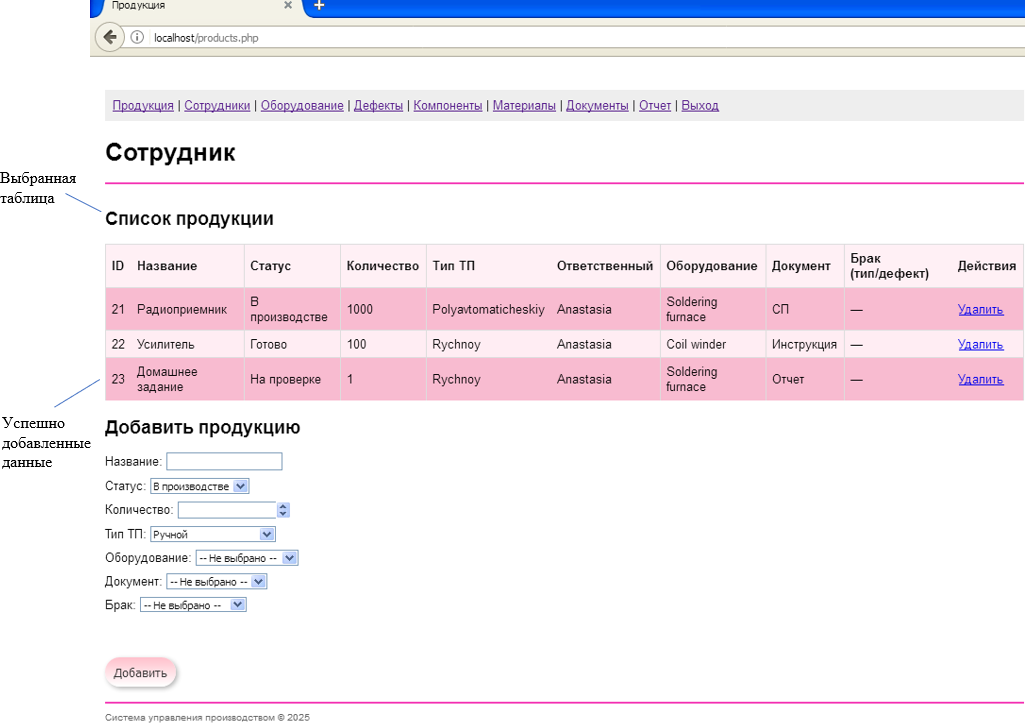 Продукция
localhost/products.php
Продукция | Сотрудники | Оборудование | Дефекты | Компоненты | Материалы | Документы | Отчет | Выход
Сотрудник
Выбранная
таблица
Список продукции
ID Название Статус Количество Тип ТП Ответственный Оборудование Документ Брак (тип/дефект) Действия
21 Радиоприемник В производстве 1000 Polyavtomaticheskiy Anastasia Soldering furnace СП — Удалить
22 Усилитель Готово 100 Rychnoy Anastasia Coil winder Инструкция — Удалить
23 Домашнее задание На проверке 1 Rychnoy Anastasia Soldering furnace Отчет — Удалить
Успешно
добавленные
данные
Добавить продукцию
Название:
Статус: В производстве
Количество:
Тип ТП: Ручной
Оборудование: -- Не выбрано --
Документ: -- Не выбрано --
Брак: -- Не выбрано --
Добавить
Система управления производством © 2025